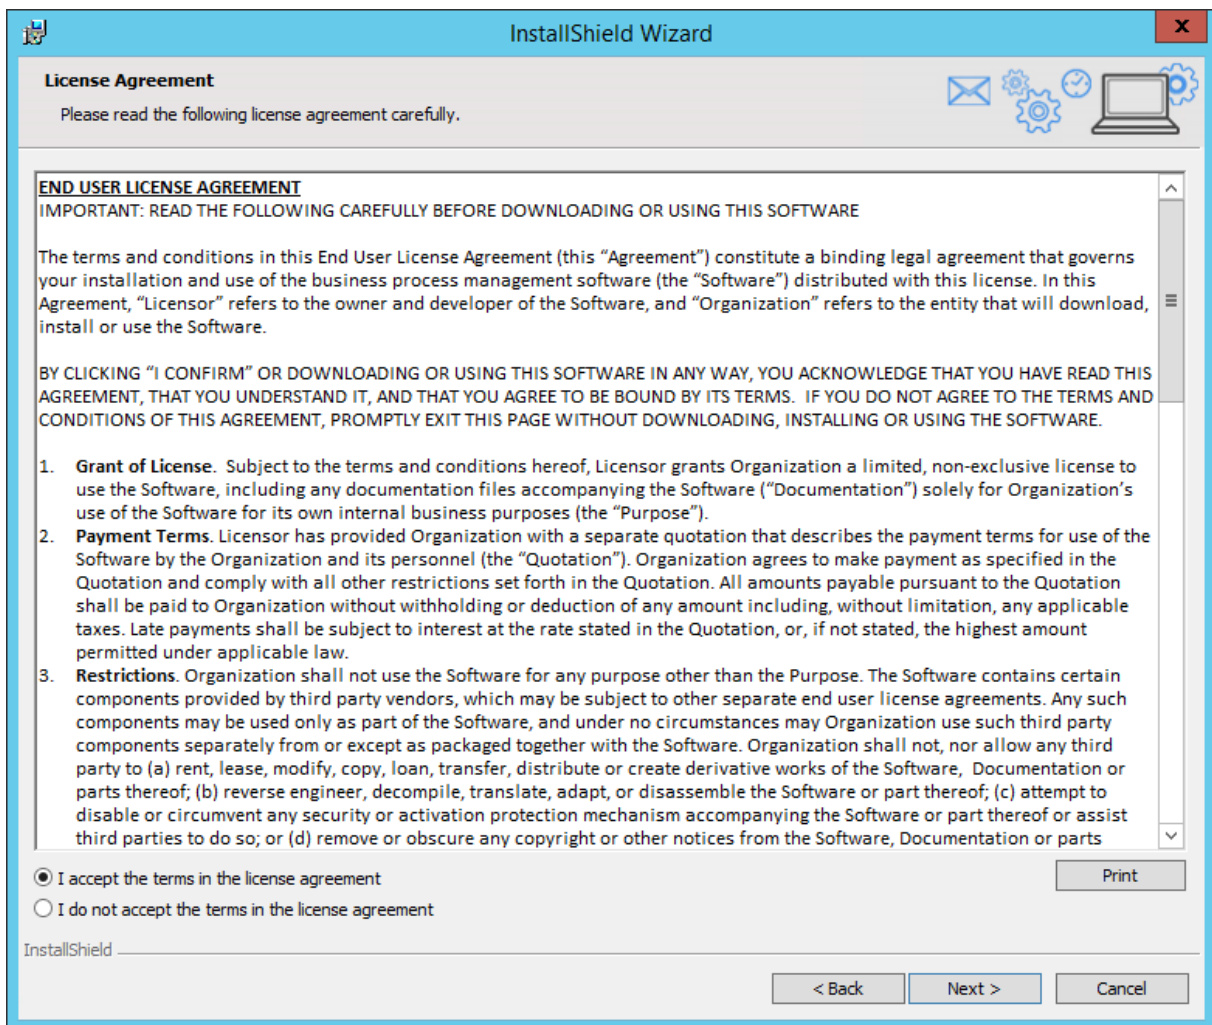 InstallShield Wizard
x
License Agreement
Please read the following license agreement carefully.
END USER LICENSE AGREEMENT
IMPORTANT: READ THE FOLLOWING CAREFULLY BEFORE DOWNLOADING OR USING THIS SOFTWARE
The terms and conditions in this End User License Agreement (this “Agreement”) constitute a binding legal agreement that governs
your installation and use of the business process management software (the “Software”) distributed with this license. In this
Agreement, “Licensor” refers to the owner and developer of the Software, and “Organization” refers to the entity that will download,
install or use the Software.
BY CLICKING “I CONFIRM” OR DOWNLOADING OR USING THIS SOFTWARE IN ANY WAY, YOU ACKNOWLEDGE THAT YOU HAVE READ THIS
AGREEMENT, THAT YOU UNDERSTAND IT, AND THAT YOU AGREE TO BE BOUND BY ITS TERMS.  IF YOU DO NOT AGREE TO THE TERMS AND
CONDITIONS OF THIS AGREEMENT, PROMPTLY EXIT THIS PAGE WITHOUT DOWNLOADING, INSTALLING OR USING THE SOFTWARE.
1. Grant of License.  Subject to the terms and conditions hereof, Licensor grants Organization a limited, non-exclusive license to
use the Software, including any documentation files accompanying the Software (“Documentation”) solely for Organization’s
use of the Software for its own internal business purposes (the “Purpose”).
2. Payment Terms. Licensor has provided Organization with a separate quotation that describes the payment terms for use of the
Software by the Organization and its personnel (the “Quotation”). Organization agrees to make payment as specified in the
Quotation and comply with all other restrictions set forth in the Quotation. All amounts payable pursuant to the Quotation
shall be paid to Organization without withholding or deduction of any amount including, without limitation, any applicable
taxes. Late payments shall be subject to interest at the rate stated in the Quotation, or, if not stated, the highest amount
permitted under applicable law.
3. Restrictions. Organization shall not use the Software for any purpose other than the Purpose. The Software contains certain
components provided by third party vendors, which may be subject to other separate end user license agreements. Any such
components may be used only as part of the Software, and under no circumstances may Organization use such third party
components separately from or except as packaged together with the Software. Organization shall not, nor allow any third
party to (a) rent, lease, modify, copy, loan, transfer, distribute or create derivative works of the Software,  Documentation or
parts thereof; (b) reverse engineer, decompile, translate, adapt, or disassemble the Software or part thereof; (c) attempt to
disable or circumvent any security or activation protection mechanism accompanying the Software or part thereof or assist
third parties to do so; or (d) remove or obscure any copyright or other notices from the Software, Documentation or parts
I accept the terms in the license agreement
Print
I do not accept the terms in the license agreement
InstallShield
< Back
Next >
Cancel